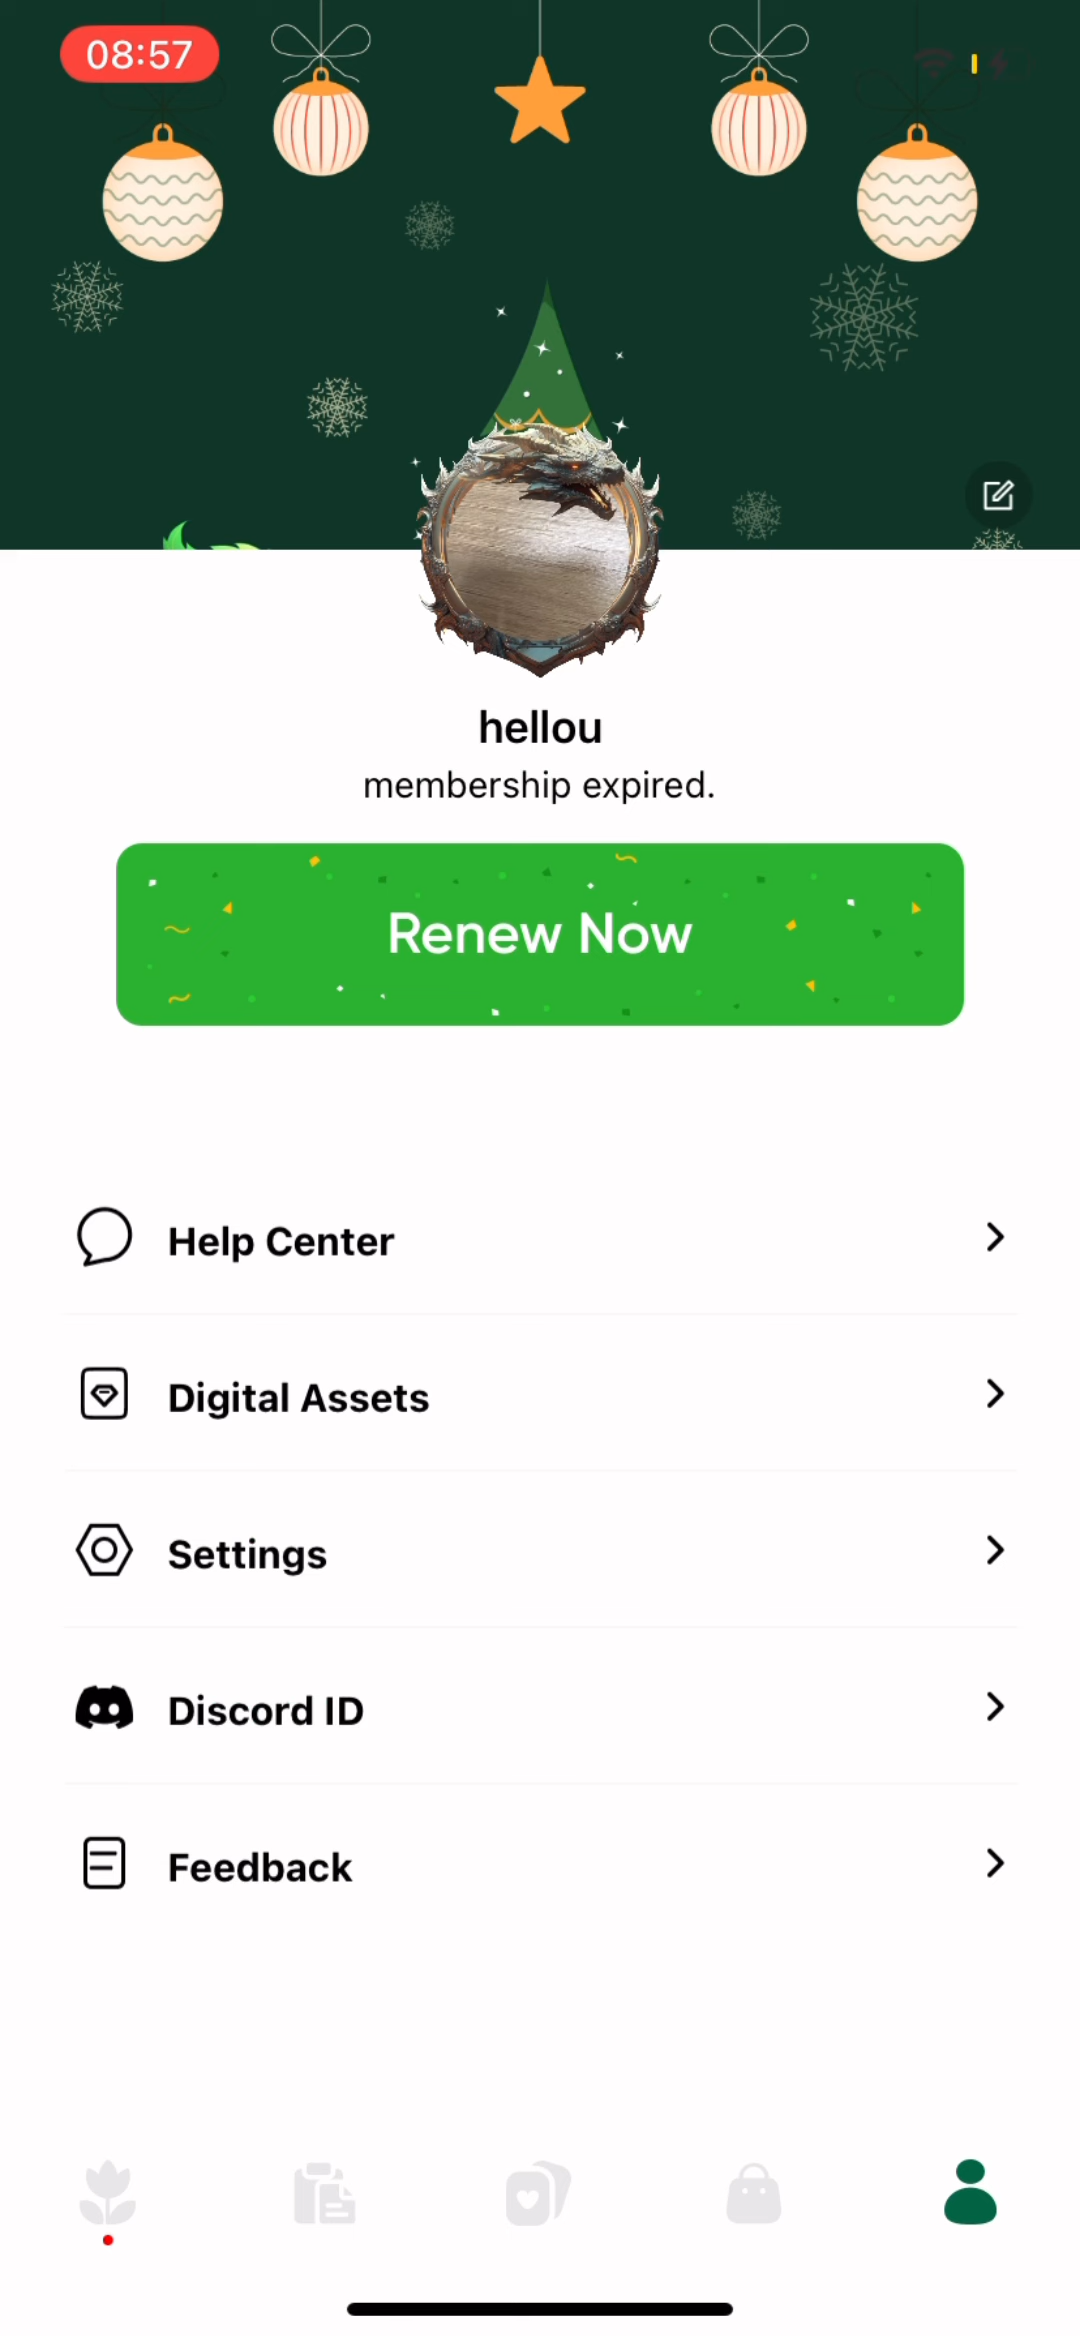 08:57
hellou
membership expired.
Renew Now
Help Center
Digital Assets
Settings
Discord ID
Feedback